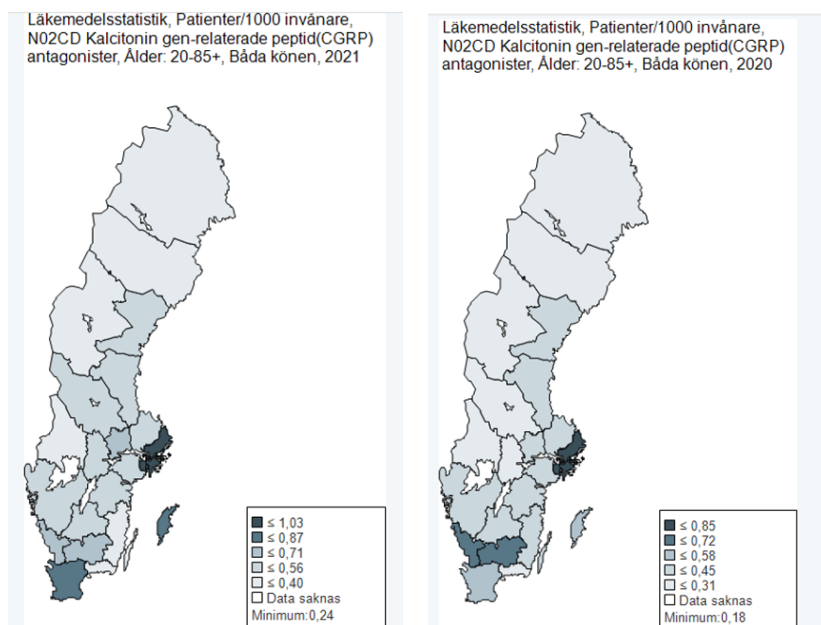 Läkemedelsstatistik, Patienter/1000 invånare,
N02CD Kalcitonin gen-relaterade peptid(CGRP)
antagonister, Ålder: 20-85+, Båda könen, 2021
≤ 1,03
≤ 0,87
≤ 0,71
≤ 0,56
≤ 0,40
Data saknas
Minimum:0,24
Läkemedelsstatistik, Patienter/1000 invånare,
N02CD Kalcitonin gen-relaterade peptid(CGRP)
antagonister, Ålder: 20-85+, Båda könen, 2020
≤ 0,85
≤ 0,72
≤ 0,58
≤ 0,45
≤ 0,31
Data saknas
Minimum:0,18